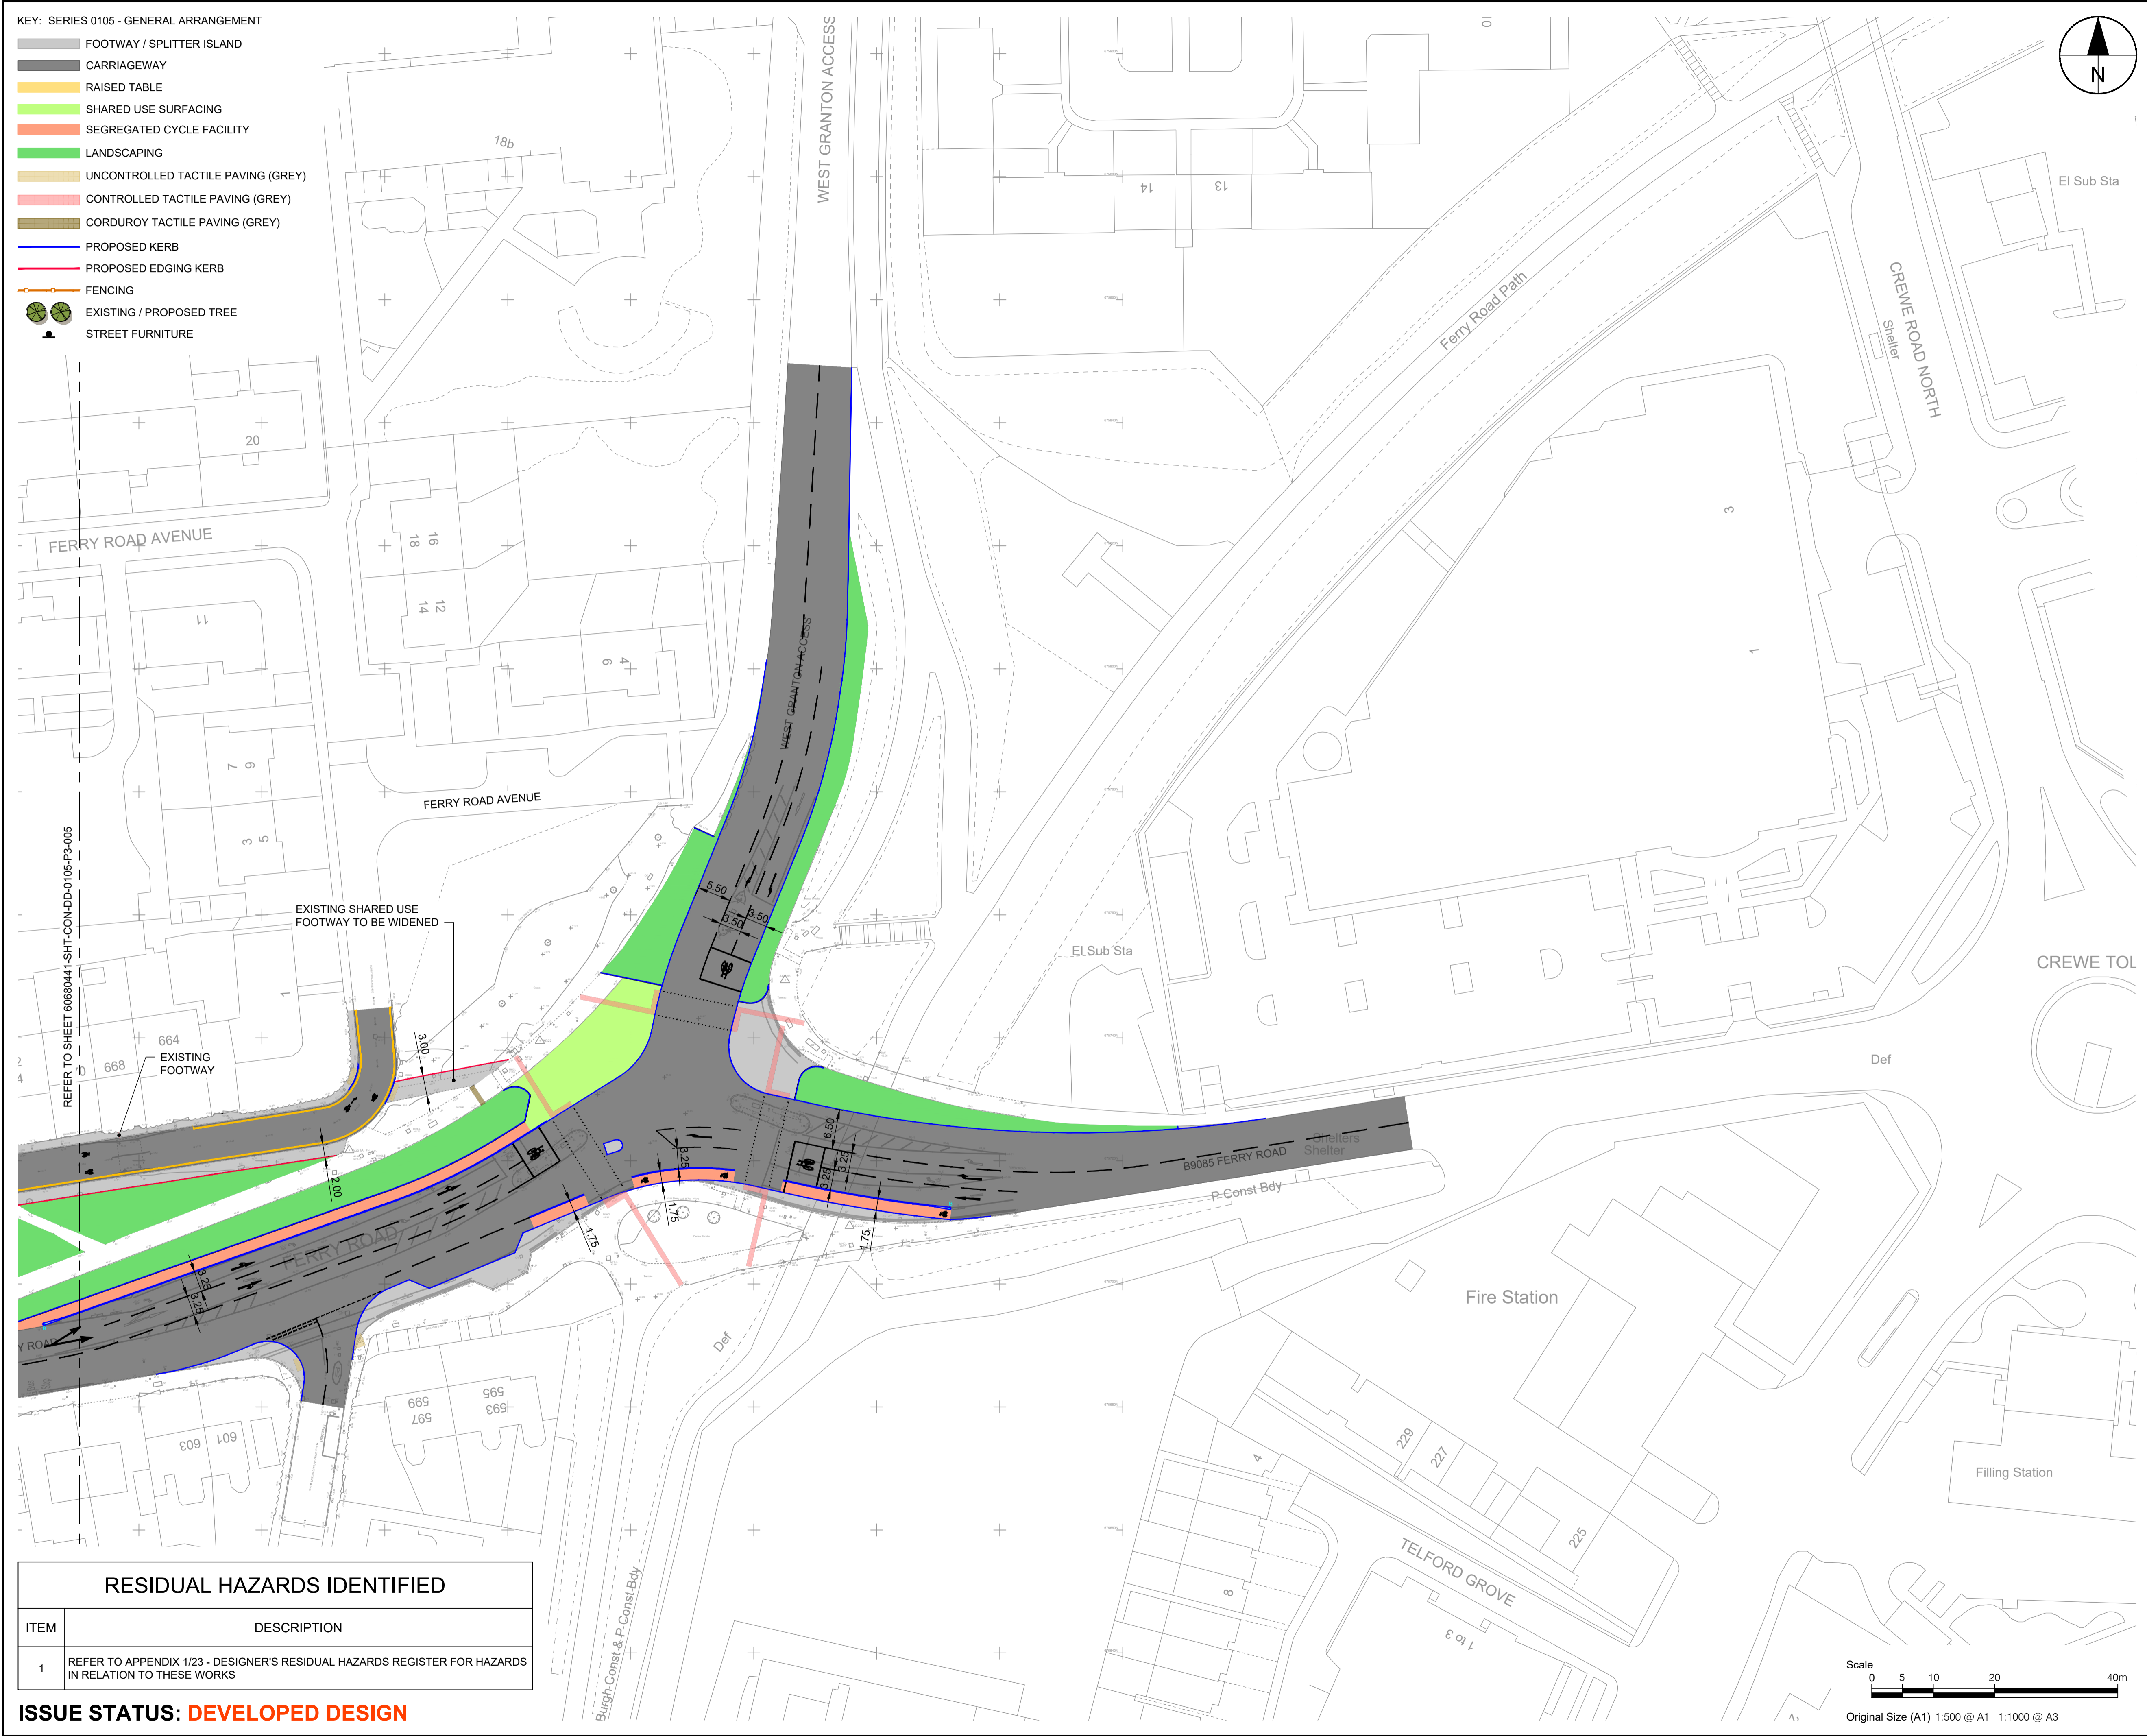 KEY: SERIES 0105 - GENERAL ARRANGEMENT
FOOTWAY / SPLITTER ISLAND
CARRIAGEWAY
RAISED TABLE
SHARED USE SURFACING
SEGREGATED CYCLE FACILITY
LANDSCAPING
UNCONTROLLED TACTILE PAVING (GREY)
CONTROLLED TACTILE PAVING (GREY)
CORDUROY TACTILE PAVING (GREY)
PROPOSED KERB
PROPOSED EDGING KERB
FENCING
EXISTING / PROPOSED TREE
STREET FURNITURE
N
WEST GRANTON ACCESS
18b
14
13
10
El Sub Sta
Ferry Road Path
CREWE ROAD NORTH
Shelter
20
FERRY ROAD AVENUE
18
16
14
12
11
6
4
7
9
3
5
1
3
1
WEST GRANTON ACCESS
FERRY ROAD AVENUE
REFER TO SHEET 60680441-SHT-CON-DD-0105-P3-005
EXISTING SHARED USE
FOOTWAY TO BE WIDENED
5.50
3.50
3.50
El Sub Sta
CREWE TOL
664
668
EXISTING
FOOTWAY
3.00
2.00
Def
6.50
3.25
3.25
3.25
Shelters
Shelter
B9085 FERRY ROAD
P Const Bdy
1.75
1.75
1.75
FERRY ROAD
3.25
3.25
Y ROAD
Def
Fire Station
599
597
595
593
603
601
229
227
225
4
8
Filling Station
TELFORD GROVE
1 to 3
Burgh Const & P Const Bdy
RESIDUAL HAZARDS IDENTIFIED
ITEM
DESCRIPTION
1
REFER TO APPENDIX 1/23 - DESIGNER'S RESIDUAL HAZARDS REGISTER FOR HAZARDS
IN RELATION TO THESE WORKS
ISSUE STATUS: DEVELOPED DESIGN
Scale
0 5 10 20 40m
Original Size (A1) 1:500 @ A1 1:1000 @ A3